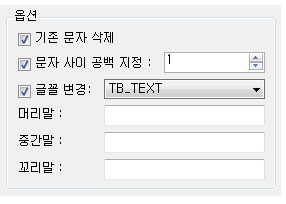 옵션
기존 문자 삭제
문자 사이 공백 지정 : 1
글꼴 변경: TB_TEXT
머리말 :
중간말 :
꼬리말 :